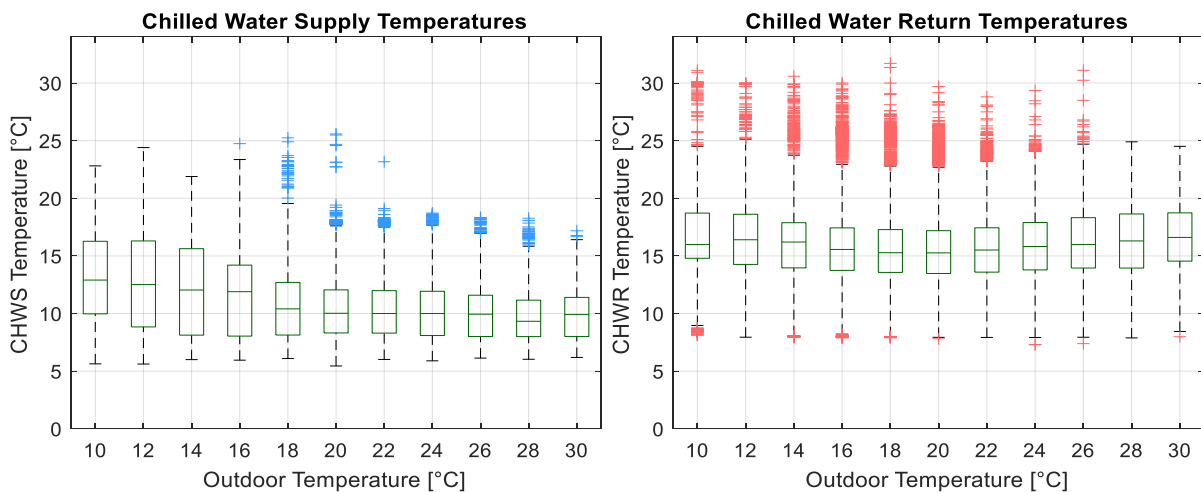 Chilled Water Supply Temperatures
CHWS Temperature [°C]
30
25
20
15
10
5
0
10 12 14 16 18 20 22 24 26 28 30
Outdoor Temperature [°C]
Chilled Water Return Temperatures
CHWR Temperature [°C]
30
25
20
15
10
5
0
10 12 14 16 18 20 22 24 26 28 30
Outdoor Temperature [°C]